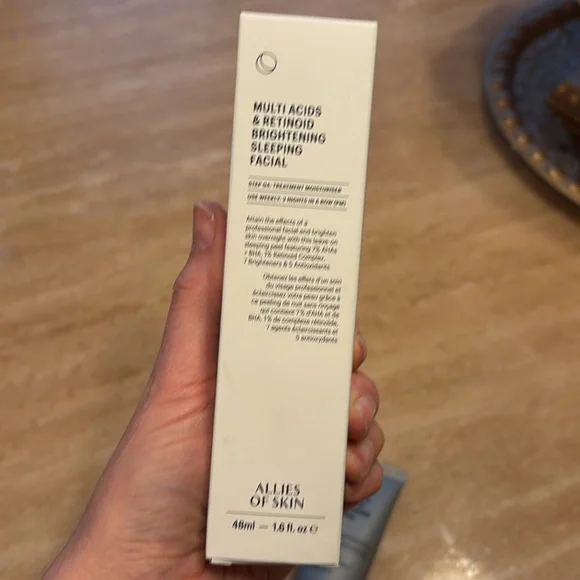 MULTI ACIDS
& RETINOID
BRIGHTENING
SLEEPING
FACIAL
STEP 04: TREATMENT MOISTURISER
USE WEEKLY: 2 NIGHTS IN A ROW (PM)
Attain the effects of a
professional facial and brighten
skin overnight with this leave on
sleeping peel featuring 7% AHAs
+ BHA, 1% Retinoid Complex,
7 Brighteners & 5 Antioxidants
Obtenez les effets d'un soin
du visage professionnel et
éclaircissez votre peau grâce à
ce peeling de nuit sans rinçage
qui contient 7% d'AHA et de
BHA, 1% de complexe rétinoïde,
7 agents éclaircissants et
5 antioxydants
ALLIES
OF SKIN
48ml — 1.6 fl. oz ℮